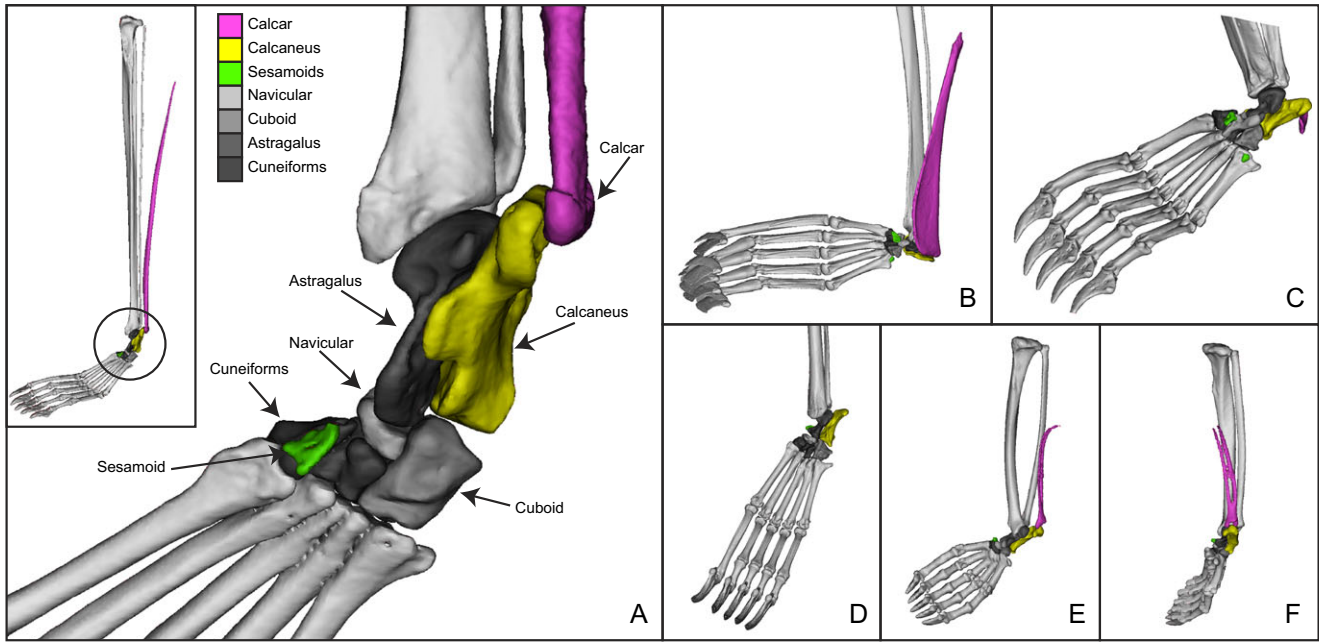 Calcar
Calcaneus
Sesamoids
Navicular
Cuboid
Astragalus
Cuneiforms
Calcar
Astragalus
Calcaneus
Navicular
Cuneiforms
Sesamoid
Cuboid
A
B
C
D
E
F